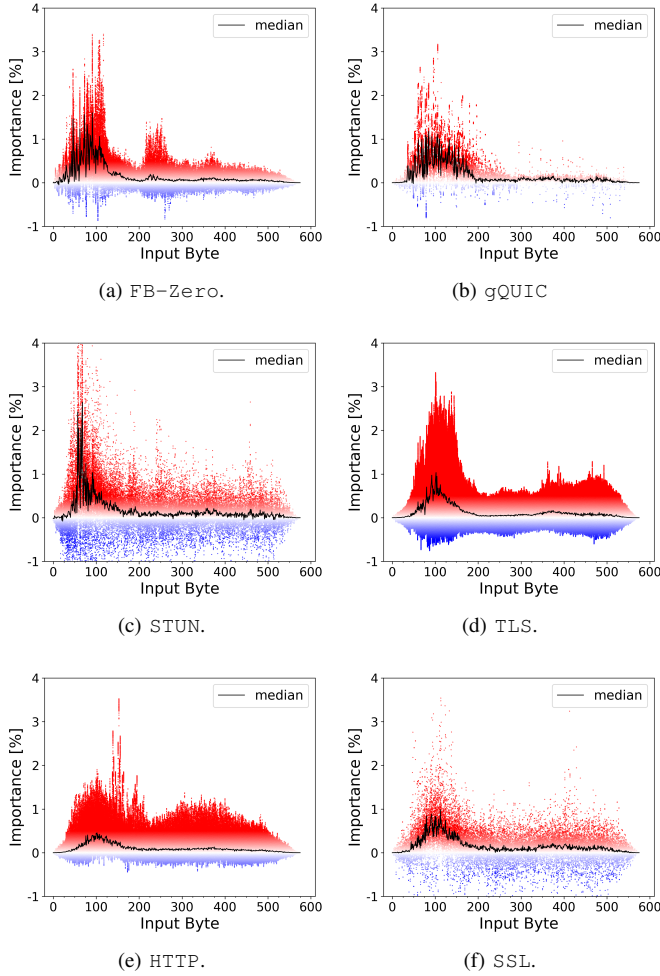 4
3
2
1
0
-1
Importance [%]
median
0 100 200 300 400 500 600
Input Byte
(a) FB-Zero.
4
3
2
1
0
-1
Importance [%]
median
0 100 200 300 400 500 600
Input Byte
(b) gQUIC
4
3
2
1
0
-1
Importance [%]
median
0 100 200 300 400 500 600
Input Byte
(c) STUN.
4
3
2
1
0
-1
Importance [%]
median
0 100 200 300 400 500 600
Input Byte
(d) TLS.
4
3
2
1
0
-1
Importance [%]
median
0 100 200 300 400 500 600
Input Byte
(e) HTTP.
4
3
2
1
0
-1
Importance [%]
median
0 100 200 300 400 500 600
Input Byte
(f) SSL.